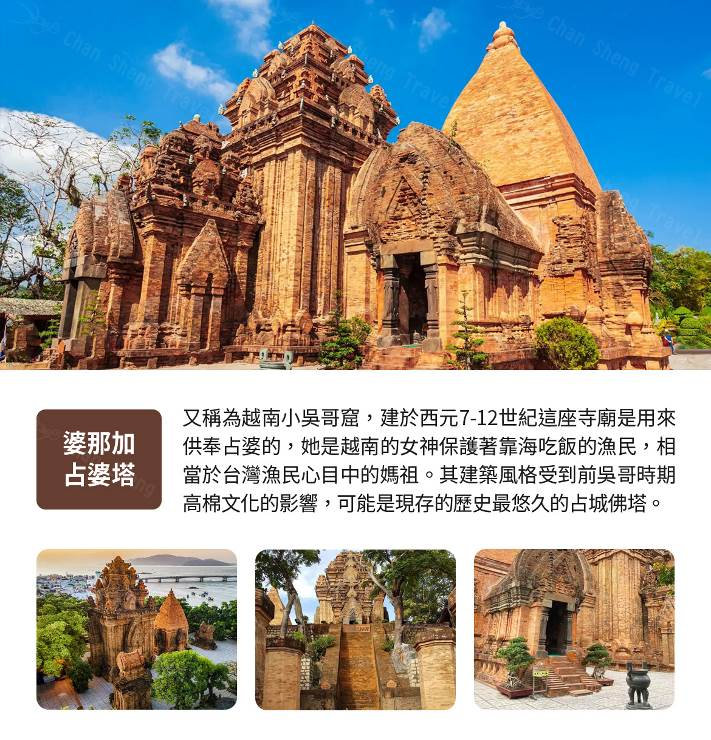 Chan Sheng Travel
婆那加
占婆塔
又稱為越南小吳哥窟，建於西元7-12世紀這座寺廟是用來
供奉占婆的，她是越南的女神保護著靠海吃飯的漁民，相
當於台灣漁民心目中的媽祖。其建築風格受到前吳哥時期
高棉文化的影響，可能是現存的歷史最悠久的占城佛塔。